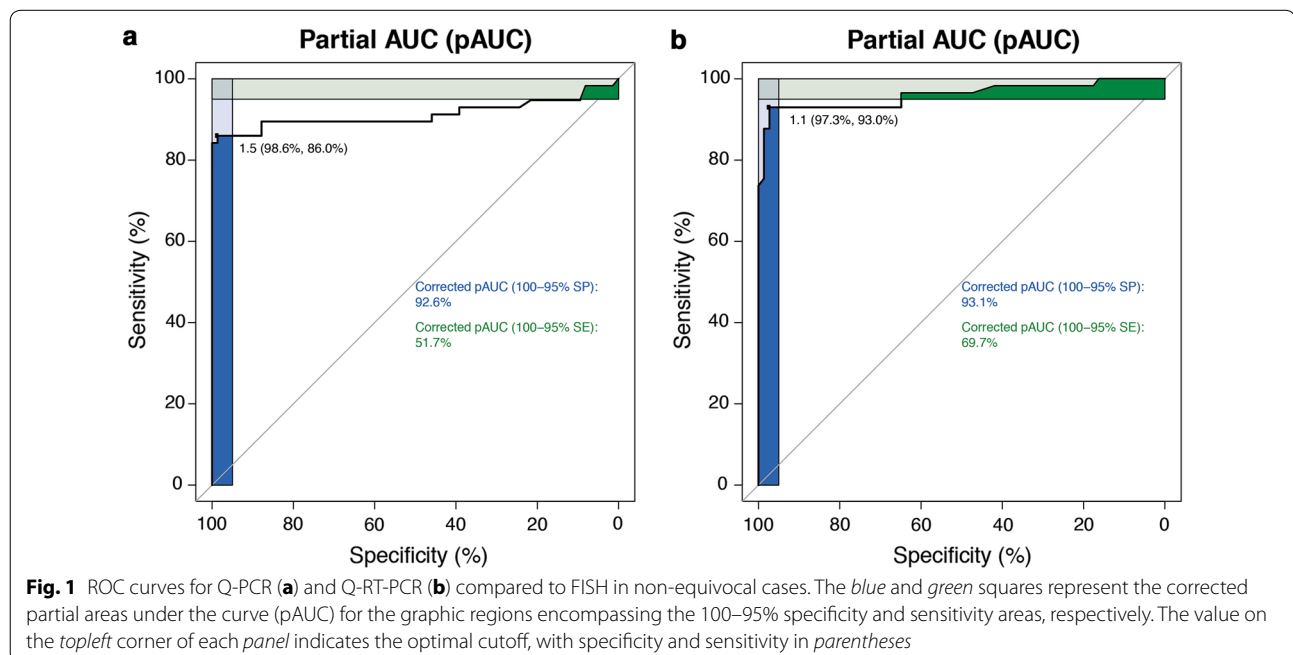 a
Partial AUC (pAUC)
Sensitivity (%)
100
80
60
40
20
0
1.5 (98.6%, 86.0%)
Corrected pAUC (100–95% SP):
92.6%
Corrected pAUC (100–95% SE):
51.7%
100 80 60 40 20 0
Specificity (%)
b
Partial AUC (pAUC)
Sensitivity (%)
100
80
60
40
20
0
1.1 (97.3%, 93.0%)
Corrected pAUC (100–95% SP):
93.1%
Corrected pAUC (100–95% SE):
69.7%
100 80 60 40 20 0
Specificity (%)
Fig. 1 ROC curves for Q-PCR (a) and Q-RT-PCR (b) compared to FISH in non-equivocal cases. The blue and green squares represent the corrected
partial areas under the curve (pAUC) for the graphic regions encompassing the 100–95% specificity and sensitivity areas, respectively. The value on
the topleft corner of each panel indicates the optimal cutoff, with specificity and sensitivity in parentheses